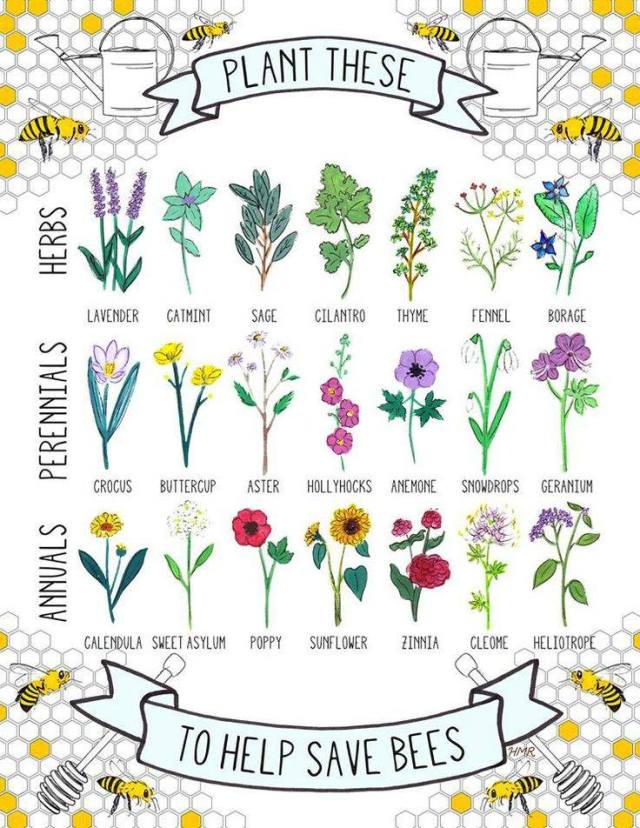 PLANT THESE
HERBS
LAVENDER CATMINT SAGE CILANTRO THYME FENNEL BORAGE
PERENNIALS
CROCUS BUTTERCUP ASTER HOLLYHOCKS ANEMONE SNOWDROPS GERANIUM
ANNUALS
CALENDULA SWEET ASYLUM POPPY SUNFLOWER ZINNIA CLEOME HELIOTROPE
TO HELP SAVE BEES
HMR